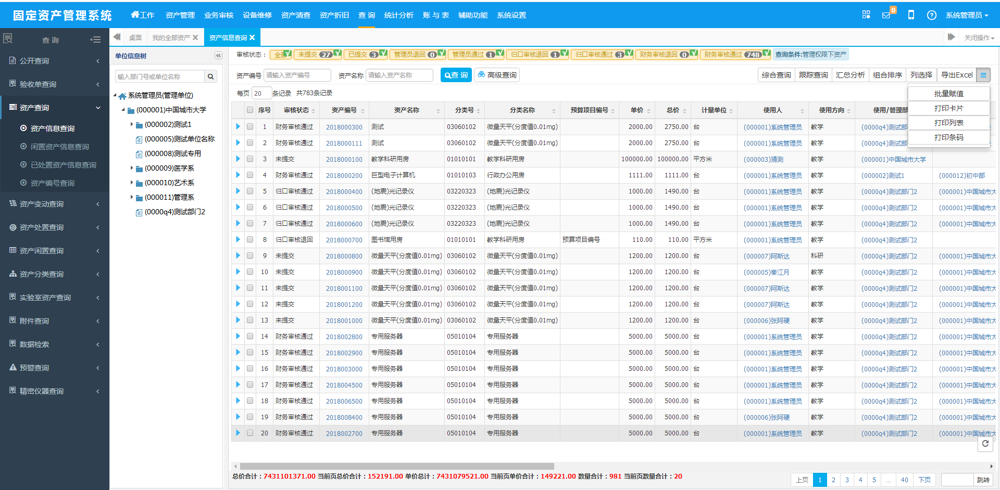 固定资产管理系统 工作 资产管理 业务审核 设备维修 资产清查 资产折旧 查 询 统计分析 账 与 表 辅助功能 系统设置 0 系统管理员
查 询 桌面 我的全部资产 资产信息查询 关闭操作
公开查询
验收单查询
资产查询
资产信息查询
闲置资产信息查询
已处置资产信息查询
资产编号查询
资产变动查询
资产处置查询
资产闲置查询
资产分类查询
实验室资产查询
附件查询
数据检索
预警查询
精密仪器查询
单位信息树
输入部门号或单位名称
系统管理员(管理单位)
(000001)中国城市大学
(000002)测试1
(000005)测试单位名称
(000008)测试专用
(000009)医学系
(000010)艺术系
(000011)管理系
(0000q4)测试部门2
审核状态： 全部 未提交 27 已提交 3 管理员退回 0 管理员通过 1 归口审核退回 1 归口审核通过 3 财务审核退回 0 财务审核通过 748 查询条件:管理权限下资产
资产编号 请输入资产编号 资产名称 请输入资产名称 查 询 高级查询 综合查询 跟踪查询 汇总分析 组合排序 列选择 导出Excel
批量赋值
打印卡片
打印列表
打印条码
每页 20 条记录 共783条记录
序号 审核状态 资产编号 资产名称 分类号 分类名称 预算项目编号 单价 总价 计量单位 使用人 使用方向 使用/管理部
1 财务审核通过 2018000300 测试 03060102 微量天平(分度值0.01mg) 2000.00 2750.00 台 (000001)系统管理员 教学 (0000q4)测试部
2 财务审核通过 2018000111 测试 03060102 微量天平(分度值0.01mg) 2000.00 2750.00 台 (000001)系统管理员 教学 (0000q4)测试部
3 未提交 2018000100 教学科研用房 01010101 教学科研用房 100000.00 100000.00 平方米 (000003)猜测 教学 (000001)中国城市大学
4 财务审核通过 2018000200 巨型电子计算机 01010103 行政办公用房 1111.00 1111.00 台 (000001)系统管理员 教学 (000002)测试1 (000012)初中部
5 归口审核通过 2018000400 (地震)光记录仪 03220323 (地震)光记录仪 1000.00 1490.00 台 (000001)系统管理员 教学 (0000q4)测试部门2 (000001)中国城市大
6 归口审核通过 2018000500 (地震)光记录仪 03220323 (地震)光记录仪 1000.00 1490.00 台 (000001)系统管理员 教学 (0000q4)测试部门2 (000001)中国城市大
7 归口审核通过 2018000600 (地震)光记录仪 03220323 (地震)光记录仪 1000.00 1490.00 台 (000001)系统管理员 教学 (0000q4)测试部门2 (000001)中国城市大
8 归口审核退回 2018000700 图书馆用房 01010101 教学科研用房 预算项目编号 110.00 110.00 平方米 (000001)系统管理员 教学 (0000q4)测试部门2
9 未提交 2018000800 微量天平(分度值0.01mg) 03060102 微量天平(分度值0.01mg) 1200.00 1200.00 台 (000007)阿斯达 科研 (0000q4)测试部门2 (000001)中国城市大
10 未提交 2018000900 微量天平(分度值0.01mg) 03060102 微量天平(分度值0.01mg) 1200.00 1200.00 台 (000005)秦江月 教学 (0000q4)测试部门2 (000001)中国城市大
11 未提交 2018001100 微量天平(分度值0.01mg) 03060102 微量天平(分度值0.01mg) 1200.00 1200.00 台 (000007)阿斯达 教学 (0000q4)测试部门2 (000001)中国城市大
12 未提交 2018001200 微量天平(分度值0.01mg) 03060102 微量天平(分度值0.01mg) 1200.00 1200.00 台 (000007)阿斯达 教学 (0000q4)测试部门2 (000001)中国城市大
13 未提交 2018001000 微量天平(分度值0.01mg) 03060102 微量天平(分度值0.01mg) 1200.00 1200.00 台 (000006)张阿硬 教学 (0000q4)测试部门2 (000001)中国城市大
14 财务审核通过 2018002800 专用服务器 05010104 专用服务器 5000.00 5000.00 台 (000001)系统管理员 教学 (0000q4)测试部门2 (000001)中国城市大
15 财务审核通过 2018002900 专用服务器 05010104 专用服务器 5000.00 5000.00 台 (000001)系统管理员 教学 (0000q4)测试部门2 (000001)中国城市大
16 财务审核通过 2018003000 专用服务器 05010104 专用服务器 5000.00 5000.00 台 (000001)系统管理员 教学 (0000q4)测试部门2 (000001)中国城市大
17 财务审核通过 2018004500 专用服务器 05010104 专用服务器 5000.00 5000.00 台 (000001)系统管理员 教学 (0000q4)测试部门2 (000001)中国城市大
18 财务审核通过 2018006500 专用服务器 05010104 专用服务器 5000.00 5000.00 台 (000001)系统管理员 教学 (0000q4)测试部门2 (000001)中国城市大
19 财务审核通过 2018008400 专用服务器 05010104 专用服务器 5000.00 5000.00 台 (000006)张阿硬 教学 (0000q4)测试部门2 (000001)中国城市大
20 财务审核通过 2018002700 专用服务器 05010104 专用服务器 5000.00 5000.00 台 (000001)系统管理员 教学 (0000q4)测试部门2 (000001)中国城市大
总价合计：7431101371.00 当前页总价合计：152191.00 单价总计：7431079521.00 当前页单价合计：149221.00 数量合计：981 当前页数量合计：20
上页 1 2 3 4 5 ... 40 下页 跳转